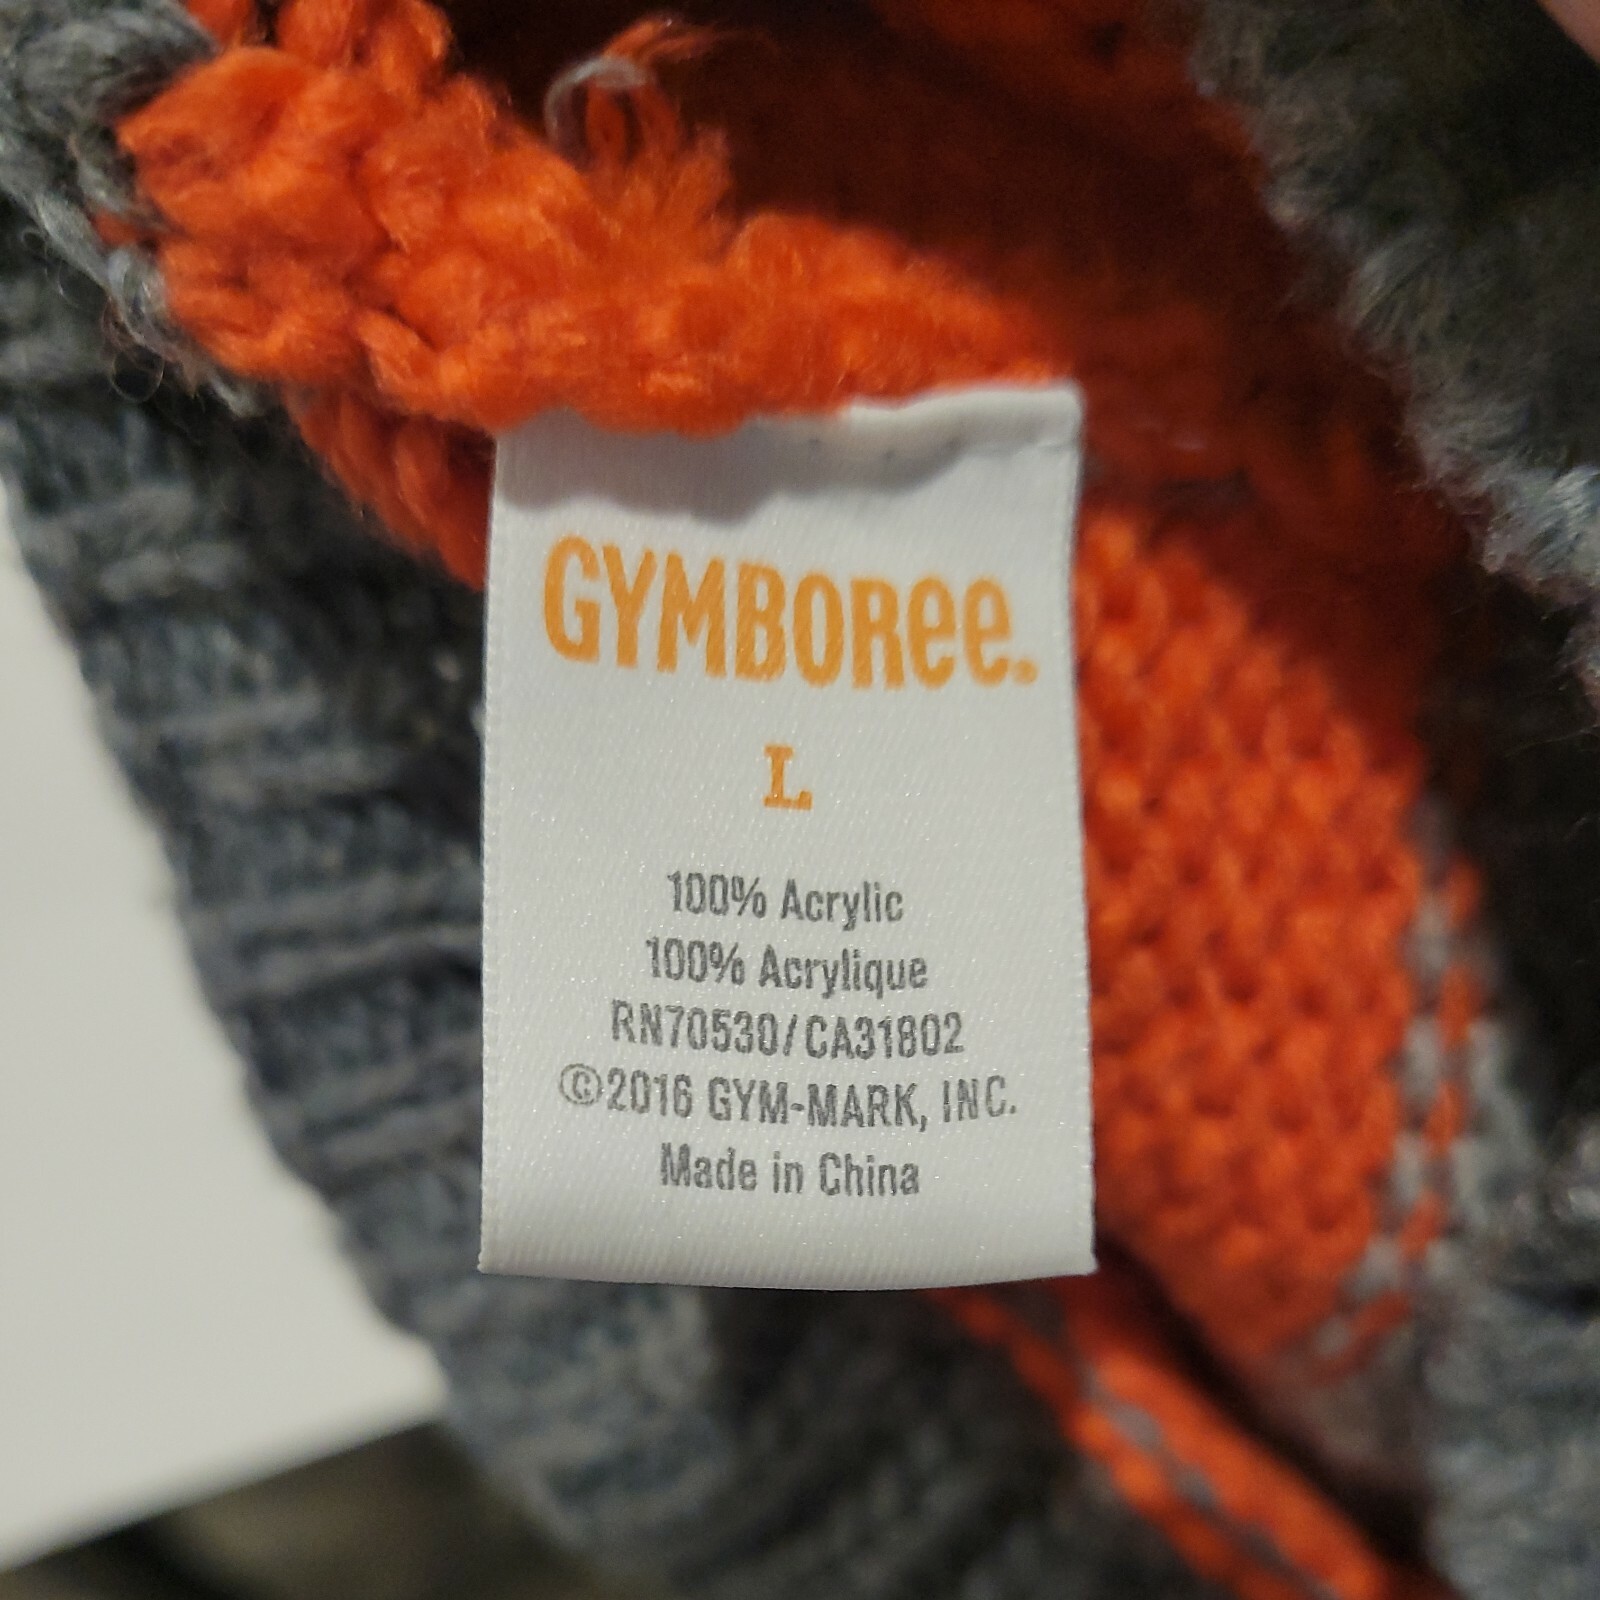 GYMBOREE.
L
100% Acrylic
100% Acrylique
RN70530/CA31802
©2016 GYM-MARK, INC.
Made in China